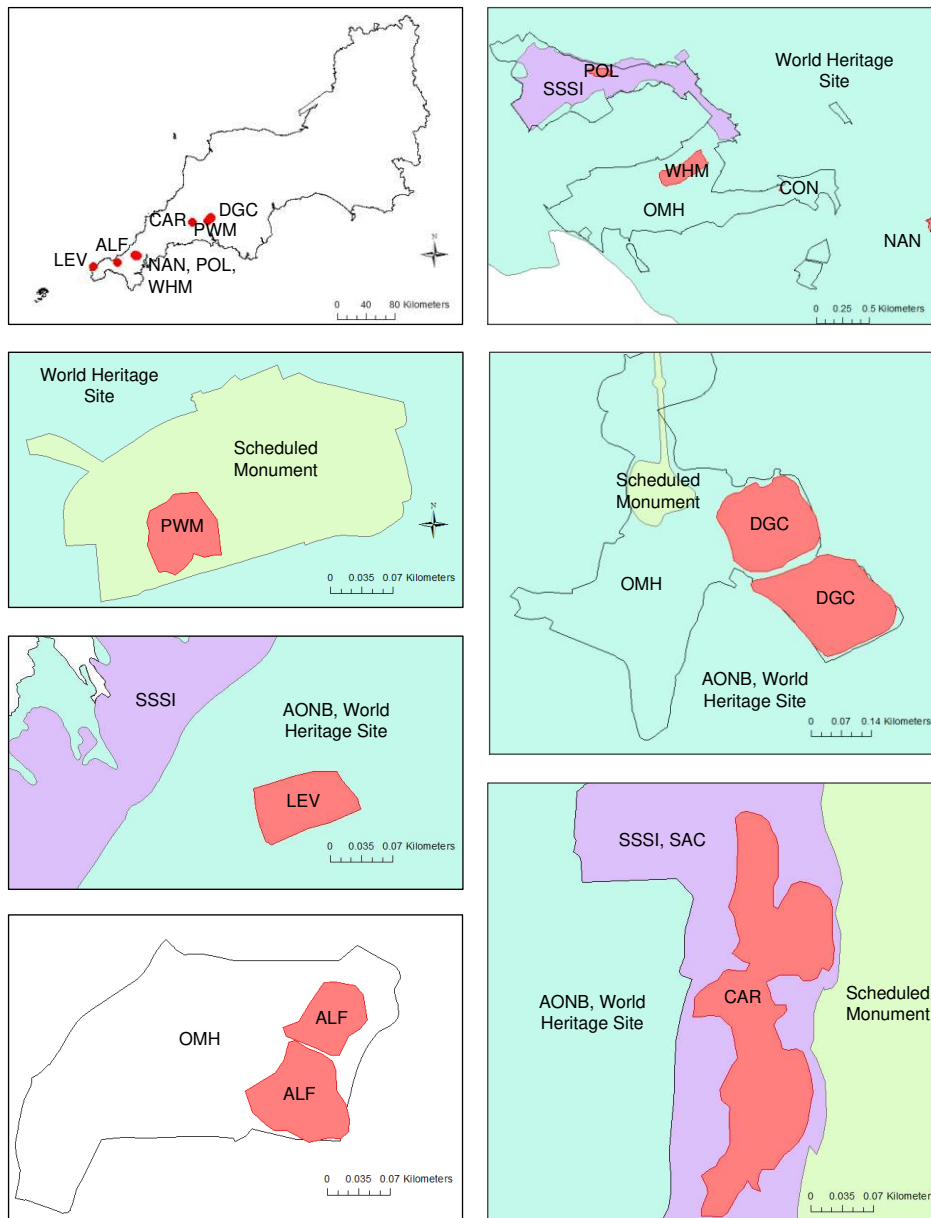 CAR
DGC
PWM
ALF
LEV
NAN, POL,
WHM
N
0 40 80 Kilometers
POL
SSSI
World Heritage
Site
WHM
CON
OMH
NAN
0 0.25 0.5 Kilometers
World Heritage
Site
Scheduled
Monument
PWM
N
0 0.035 0.07 Kilometers
Scheduled
Monument
DGC
OMH
DGC
AONB, World
Heritage Site
0 0.07 0.14 Kilometers
SSSI
AONB, World
Heritage Site
LEV
0 0.035 0.07 Kilometers
SSSI, SAC
CAR
AONB, World
Heritage Site
Scheduled
Monument
0 0.035 0.07 Kilometers
ALF
OMH
ALF
0 0.035 0.07 Kilometers